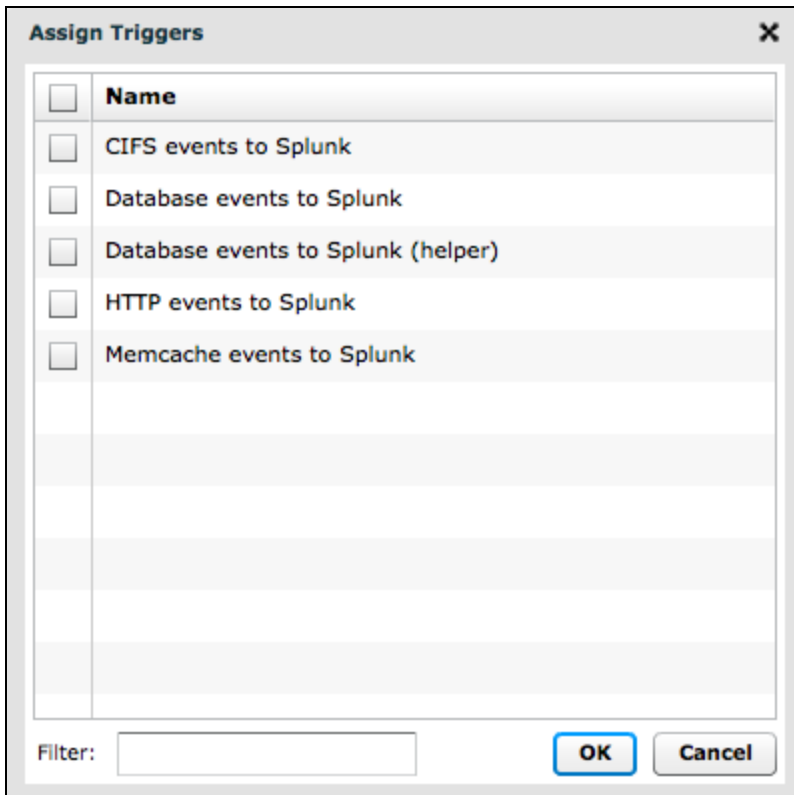 Assign Triggers
Name
CIFS events to Splunk
Database events to Splunk
Database events to Splunk (helper)
HTTP events to Splunk
Memcache events to Splunk
Filter: OK Cancel